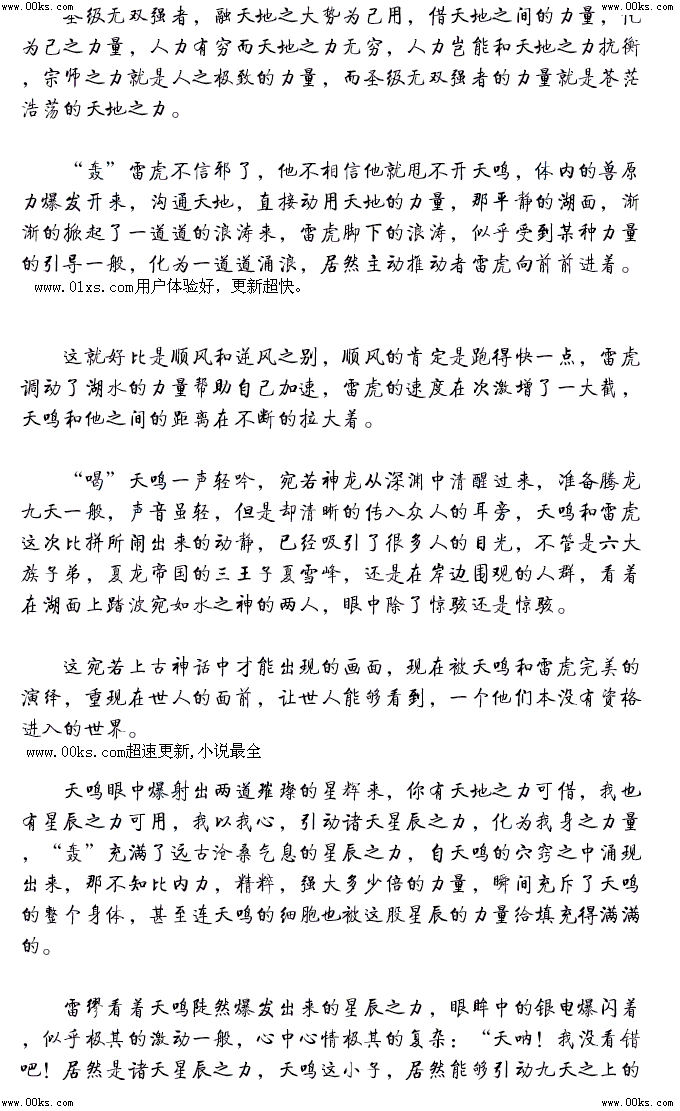 www.00ks.com www.00ks.com
圣级无双强者，融天地之大势为己用，借天地之间的力量，化
为己之力量，人力有穷而天地之力无穷，人力岂能和天地之力抗衡
，宗师之力就是人之极致的力量，而圣级无双强者的力量就是苍茫
浩荡的天地之力。
“轰”雷虎不信邪了，他不相信他就甩不开天鸣，体内的兽原
力爆发开来，沟通天地，直接动用天地的力量，那平静的湖面，渐
渐的掀起了一道道的浪涛来，雷虎脚下的浪涛，似乎受到某种力量
的引导一般，化为一道道涌浪，居然主动推动者雷虎向前前进着。
www.01xs.com用户体验好，更新超快。
这就好比是顺风和逆风之别，顺风的肯定是跑得快一点，雷虎
调动了湖水的力量帮助自己加速，雷虎的速度在次激增了一大截，
天鸣和他之间的距离在不断的拉大着。
“喝”天鸣一声轻吟，宛若神龙从深渊中清醒过来，准备腾龙
九天一般，声音虽轻，但是却清晰的传入众人的耳旁，天鸣和雷虎
这次比拼所闹出来的动静，已经吸引了很多人的目光，不管是六大
族子弟，夏龙帝国的三王子夏雪峰，还是在岸边围观的人群，看着
在湖面上踏波宛如水之神的两人，眼中除了惊骇还是惊骇。
这宛若上古神话中才能出现的画面，现在被天鸣和雷虎完美的
演绎，重现在世人的面前，让世人能够看到，一个他们本没有资格
进入的世界。
www.00ks.com超速更新,小说最全
天鸣眼中爆射出两道璀璨的星辉来，你有天地之力可借，我也
有星辰之力可用，我以我心，引动诸天星辰之力，化为我身之力量
，“轰”充满了远古沧桑气息的星辰之力，自天鸣的穴窍之中涌现
出来，那不知比内力，精粹，强大多少倍的力量，瞬间充斥了天鸣
的整个身体，甚至连天鸣的细胞也被这股星辰的力量给填充得满满
的。
雷缪看着天鸣陡然爆发出来的星辰之力，眼眸中的银电爆闪着
，似乎极其的激动一般，心中心情极其的复杂：“天呐！我没看错
吧！居然是诸天星辰之力，天鸣这小子，居然能够引动九天之上的
www.00ks.com www.00ks.com